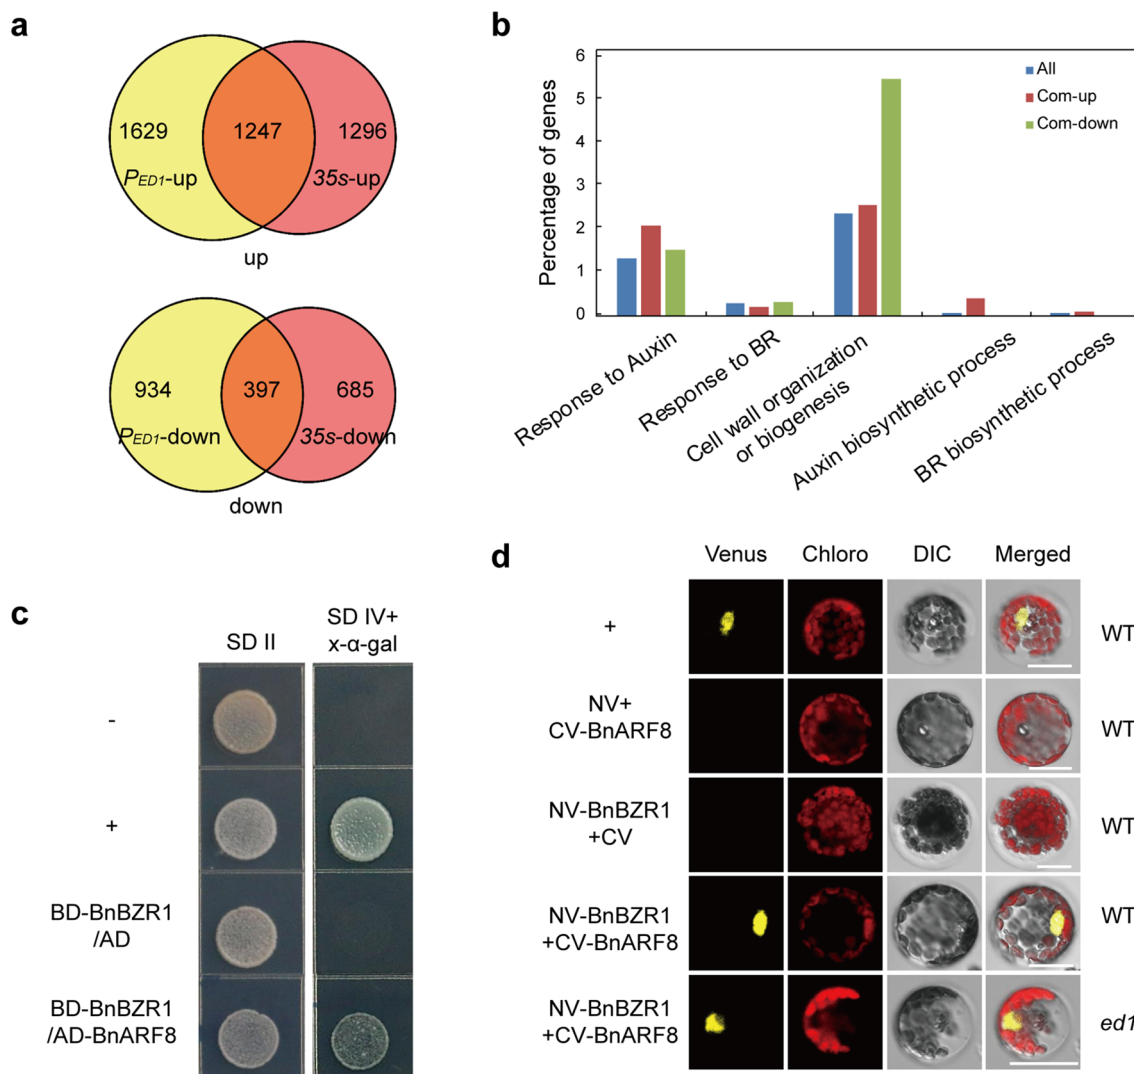 a
1629
1247
1296
PED1-up
35s-up
up
934
397
685
PED1-down
35s-down
down
b
Percentage of genes
6
5
4
3
2
1
0
All
Com-up
Com-down
Response to Auxin
Response to BR
Cell wall organization
or biogenesis
Auxin biosynthetic process
BR biosynthetic process
c
SD II
SD IV+
x-α-gal
-
+
BD-BnBZR1
/AD
BD-BnBZR1
/AD-BnARF8
d
Venus
Chloro
DIC
Merged
+
WT
NV+
CV-BnARF8
WT
NV-BnBZR1
+CV
WT
NV-BnBZR1
+CV-BnARF8
WT
NV-BnBZR1
+CV-BnARF8
ed1